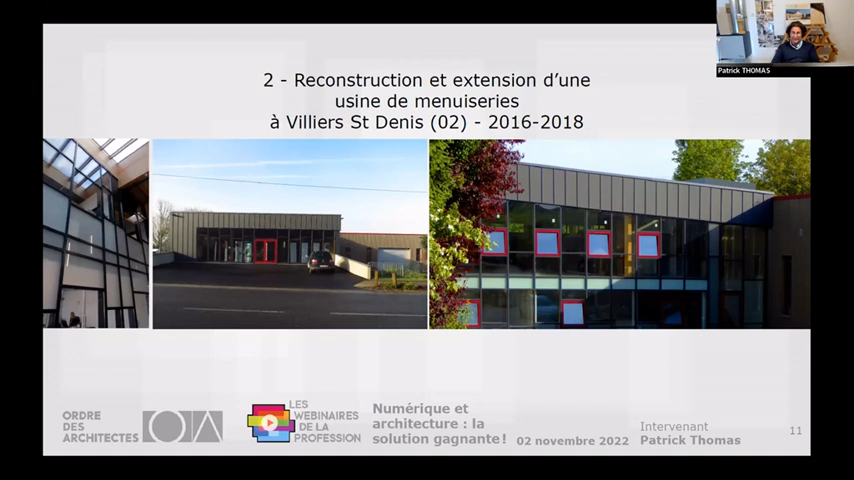 Patrick THOMAS
2 - Reconstruction et extension d'une
usine de menuiseries
à Villiers St Denis (02) - 2016-2018
ORDRE
DES
ARCHITECTES
LES
WEBINAIRES
DE LA
PROFESSION
Numérique et
architecture : la
solution gagnante!
02 novembre 2022
Intervenant
Patrick Thomas
11